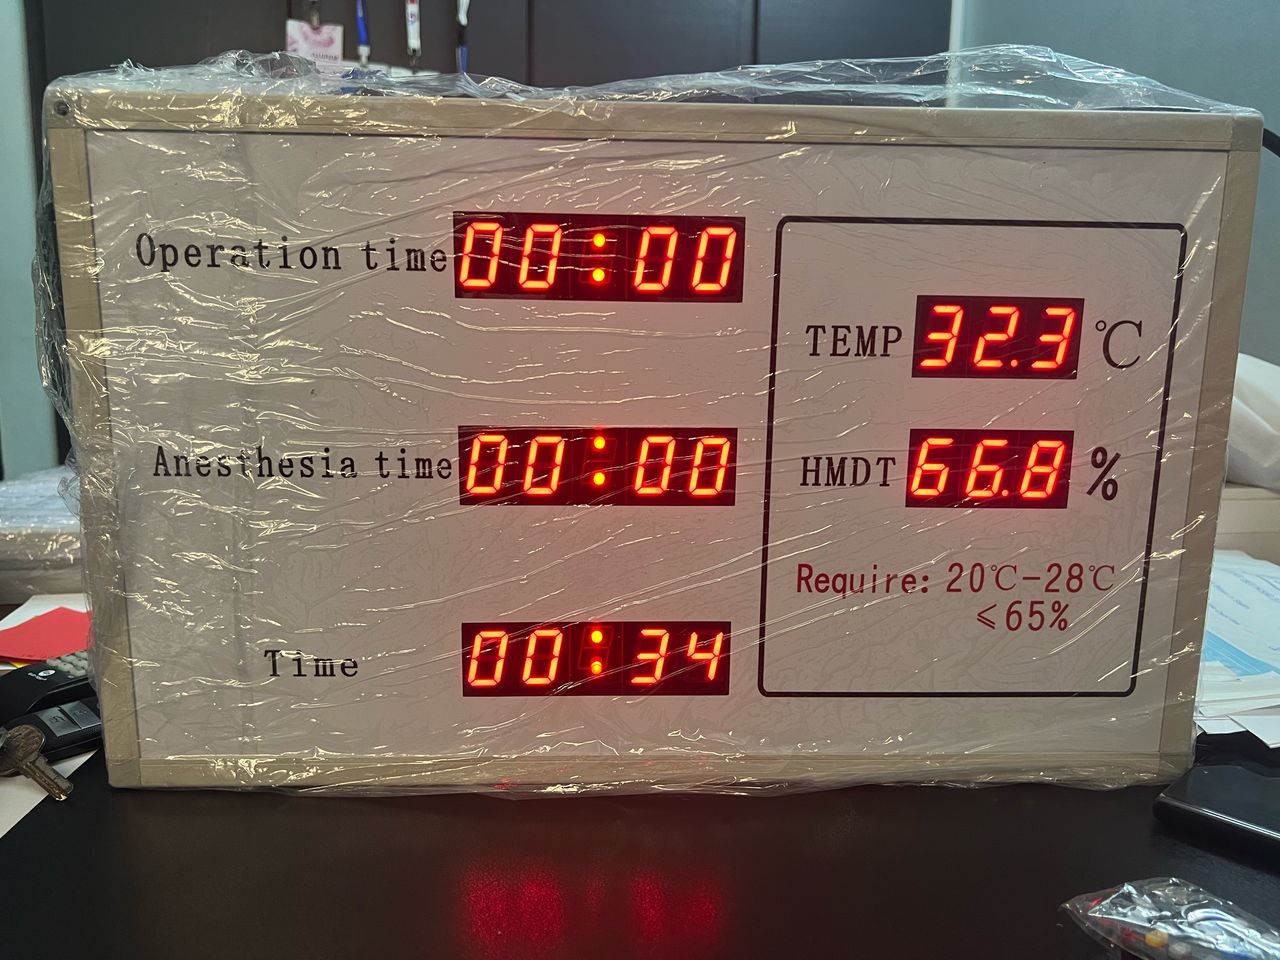 Operation time 00:00
Anesthesia time 00:00
Time 00:34
TEMP 32.3 ℃
HMDT 66.8 %
Require: 20℃-28℃
≤65%